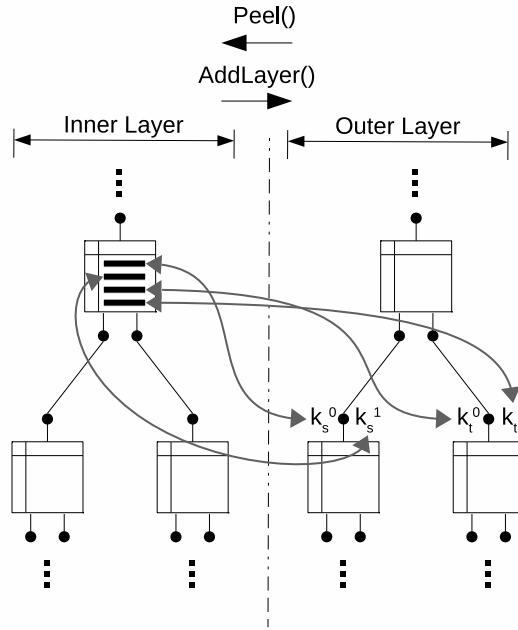 Peel()
AddLayer()
Inner Layer Outer Layer
k_s^0 k_s^1 k_t^0 k_t